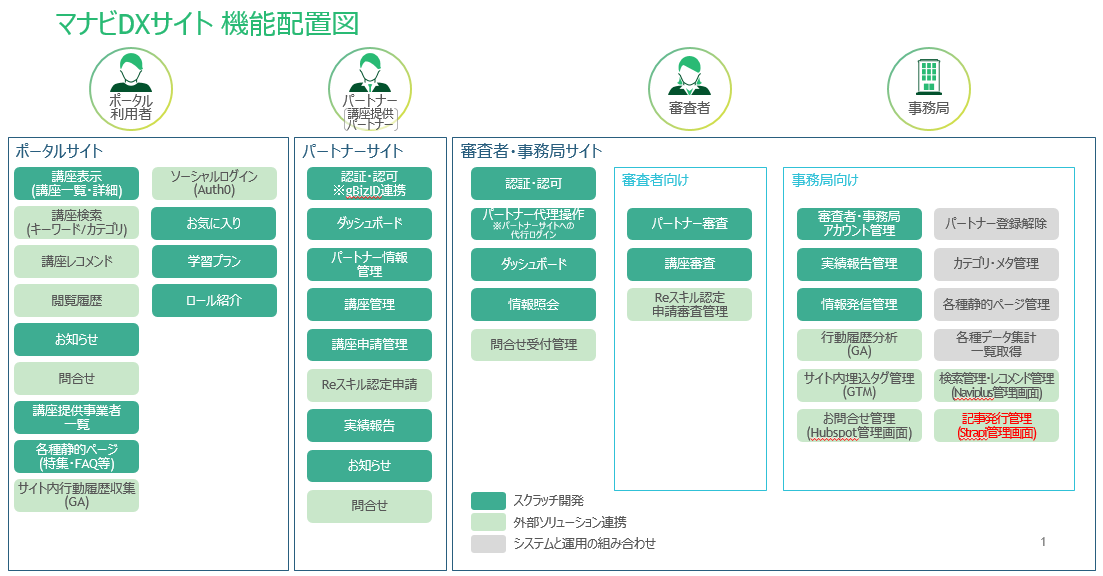 マナビDXサイト 機能配置図
ポータル
利用者
パートナー
(講座提供
パートナー)
審査者
事務局
ポータルサイト
講座表示
(講座一覧・詳細)
講座検索
(キーワード/カテゴリ)
講座レコメンド
閲覧履歴
お知らせ
問合せ
講座提供事業者
一覧
各種静的ページ
(特集・FAQ等)
サイト内行動履歴収集
(GA)
ソーシャルログイン
(Auth0)
お気に入り
学習プラン
ロール紹介
パートナーサイト
認証・認可
※gBizID連携
ダッシュボード
パートナー情報
管理
講座管理
講座申請管理
Reスキル認定申請
実績報告
お知らせ
問合せ
審査者・事務局サイト
認証・認可
パートナー代理操作
※パートナーサイトへの
代行ログイン
ダッシュボード
情報照会
問合せ受付管理
審査者向け
パートナー審査
講座審査
Reスキル認定
申請審査管理
事務局向け
審査者・事務局
アカウント管理
実績報告管理
情報発信管理
行動履歴分析
(GA)
サイト内埋込タグ管理
(GTM)
お問合せ管理
(Hubspot管理画面)
パートナー登録解除
カテゴリ・メタ管理
各種静的ページ管理
各種データ集計
一覧取得
検索管理・レコメンド管理
(Naviplus管理画面)
記事発行管理
(Strapi管理画面)
スクラッチ開発
外部ソリューション連携
システムと運用の組み合わせ
1